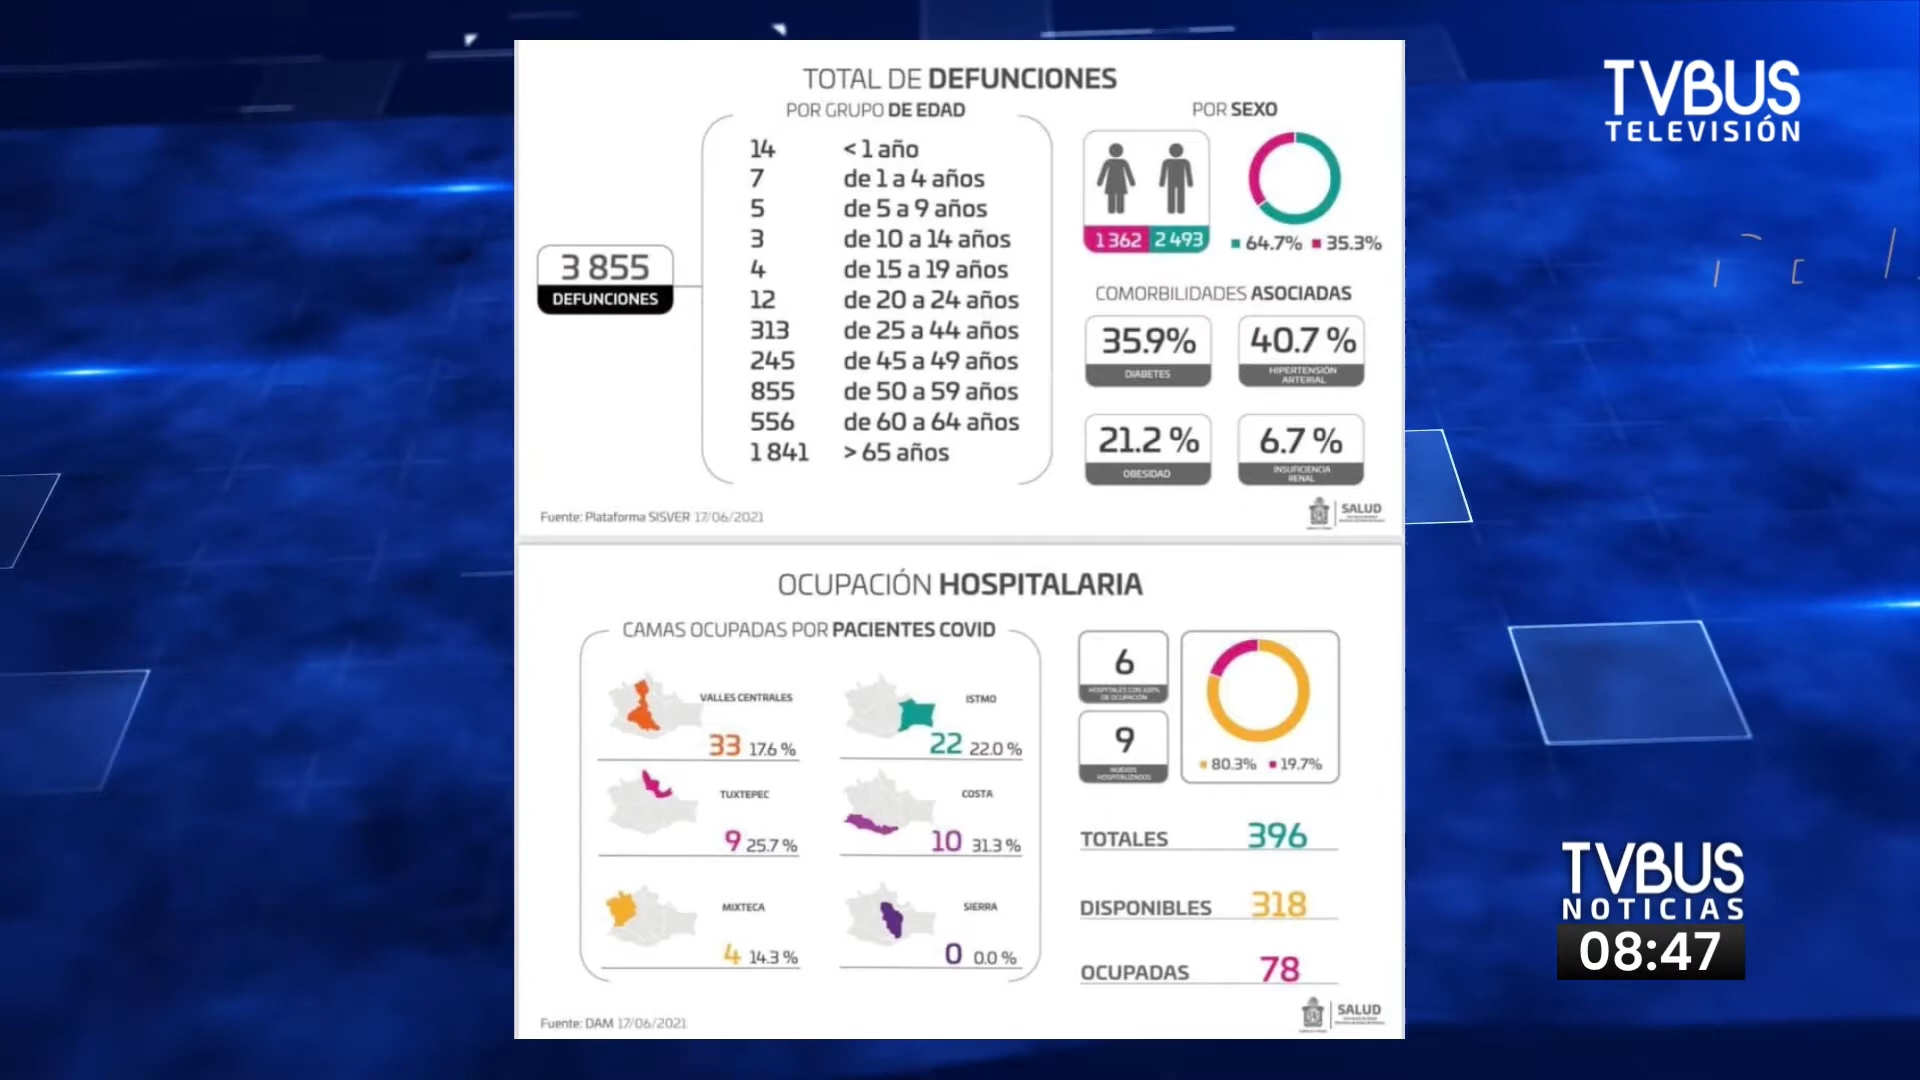 TOTAL DE DEFUNCIONES
POR GRUPO DE EDAD
14 < 1 año
7 de 1 a 4 años
5 de 5 a 9 años
3 de 10 a 14 años
4 de 15 a 19 años
12 de 20 a 24 años
313 de 25 a 44 años
245 de 45 a 49 años
855 de 50 a 59 años
556 de 60 a 64 años
1 841 > 65 años
3 855
DEFUNCIONES
POR SEXO
1 362 2 493
64.7% 35.3%
COMORBILIDADES ASOCIADAS
35.9%
DIABETES
40.7 %
HIPERTENSIÓN
ARTERIAL
21.2 %
OBESIDAD
6.7 %
INSUFICIENCIA
RENAL
Fuente: Plataforma SISVER 17/06/2021
SALUD
OCUPACIÓN HOSPITALARIA
CAMAS OCUPADAS POR PACIENTES COVID
VALLES CENTRALES
33 17.6 %
ISTMO
22 22.0 %
TUXTEPEC
9 25.7 %
COSTA
10 31.3 %
MIXTECA
4 14.3 %
SIERRA
0 0.0 %
6
HOSPITALES CON 100%
DE OCUPACIÓN
9
NUEVOS
HOSPITALIZADOS
80.3% 19.7%
TOTALES 396
DISPONIBLES 318
OCUPADAS 78
Fuente: DAM 17/06/2021
SALUD
TVBUS
TELEVISIÓN
TVBUS
NOTICIAS
08:47